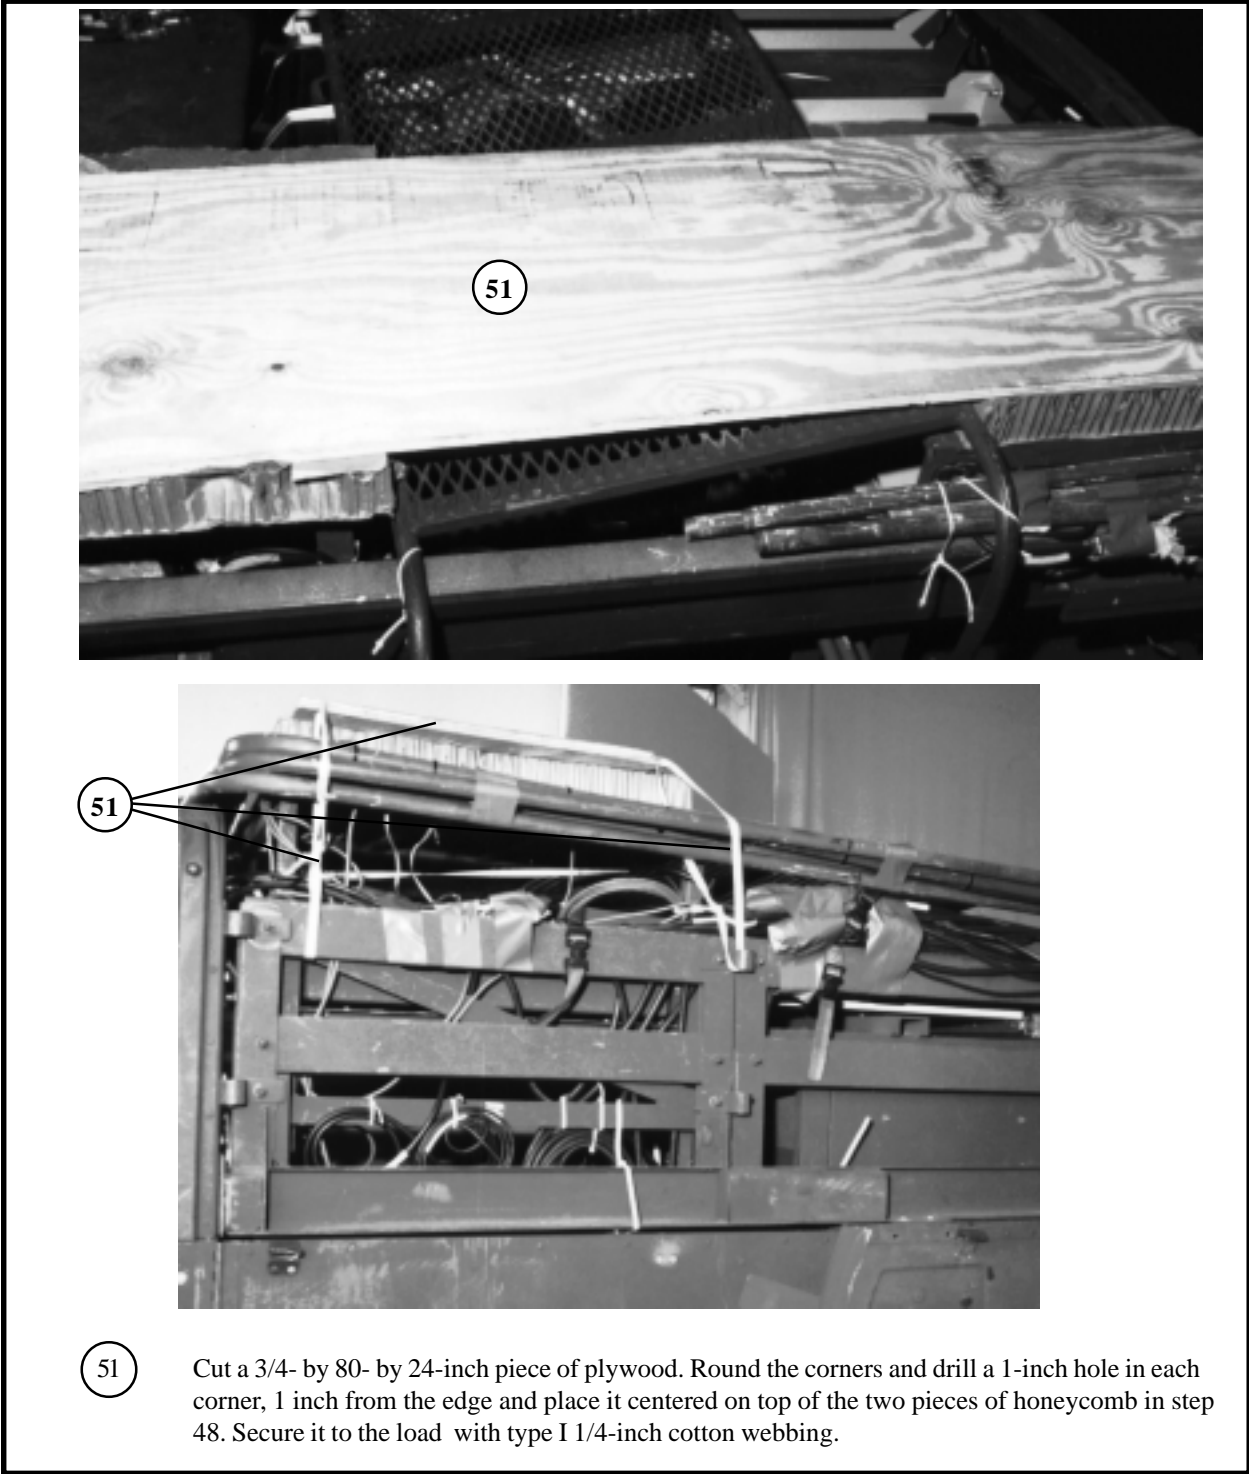 51
51
51
Cut a 3/4- by 80- by 24-inch piece of plywood. Round the corners and drill a 1-inch hole in each
corner, 1 inch from the edge and place it centered on top of the two pieces of honeycomb in step
48. Secure it to the load with type I 1/4-inch cotton webbing.